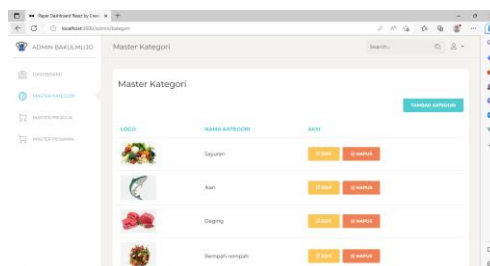 Paper Dashboard React by Creati
localhost:3000/admin/kategori
ADMIN BAKULMLIJO
Master Kategori
Search...
DASHBOARD
MASTER KATEGORI
MASTER PRODUK
MASTER PESANAN
Master Kategori
TAMBAH KATEGORI
LOGO NAMA KATEGORI AKSI
Sayuran EDIT HAPUS
Ikan EDIT HAPUS
Daging EDIT HAPUS
Rempah-rempah EDIT HAPUS